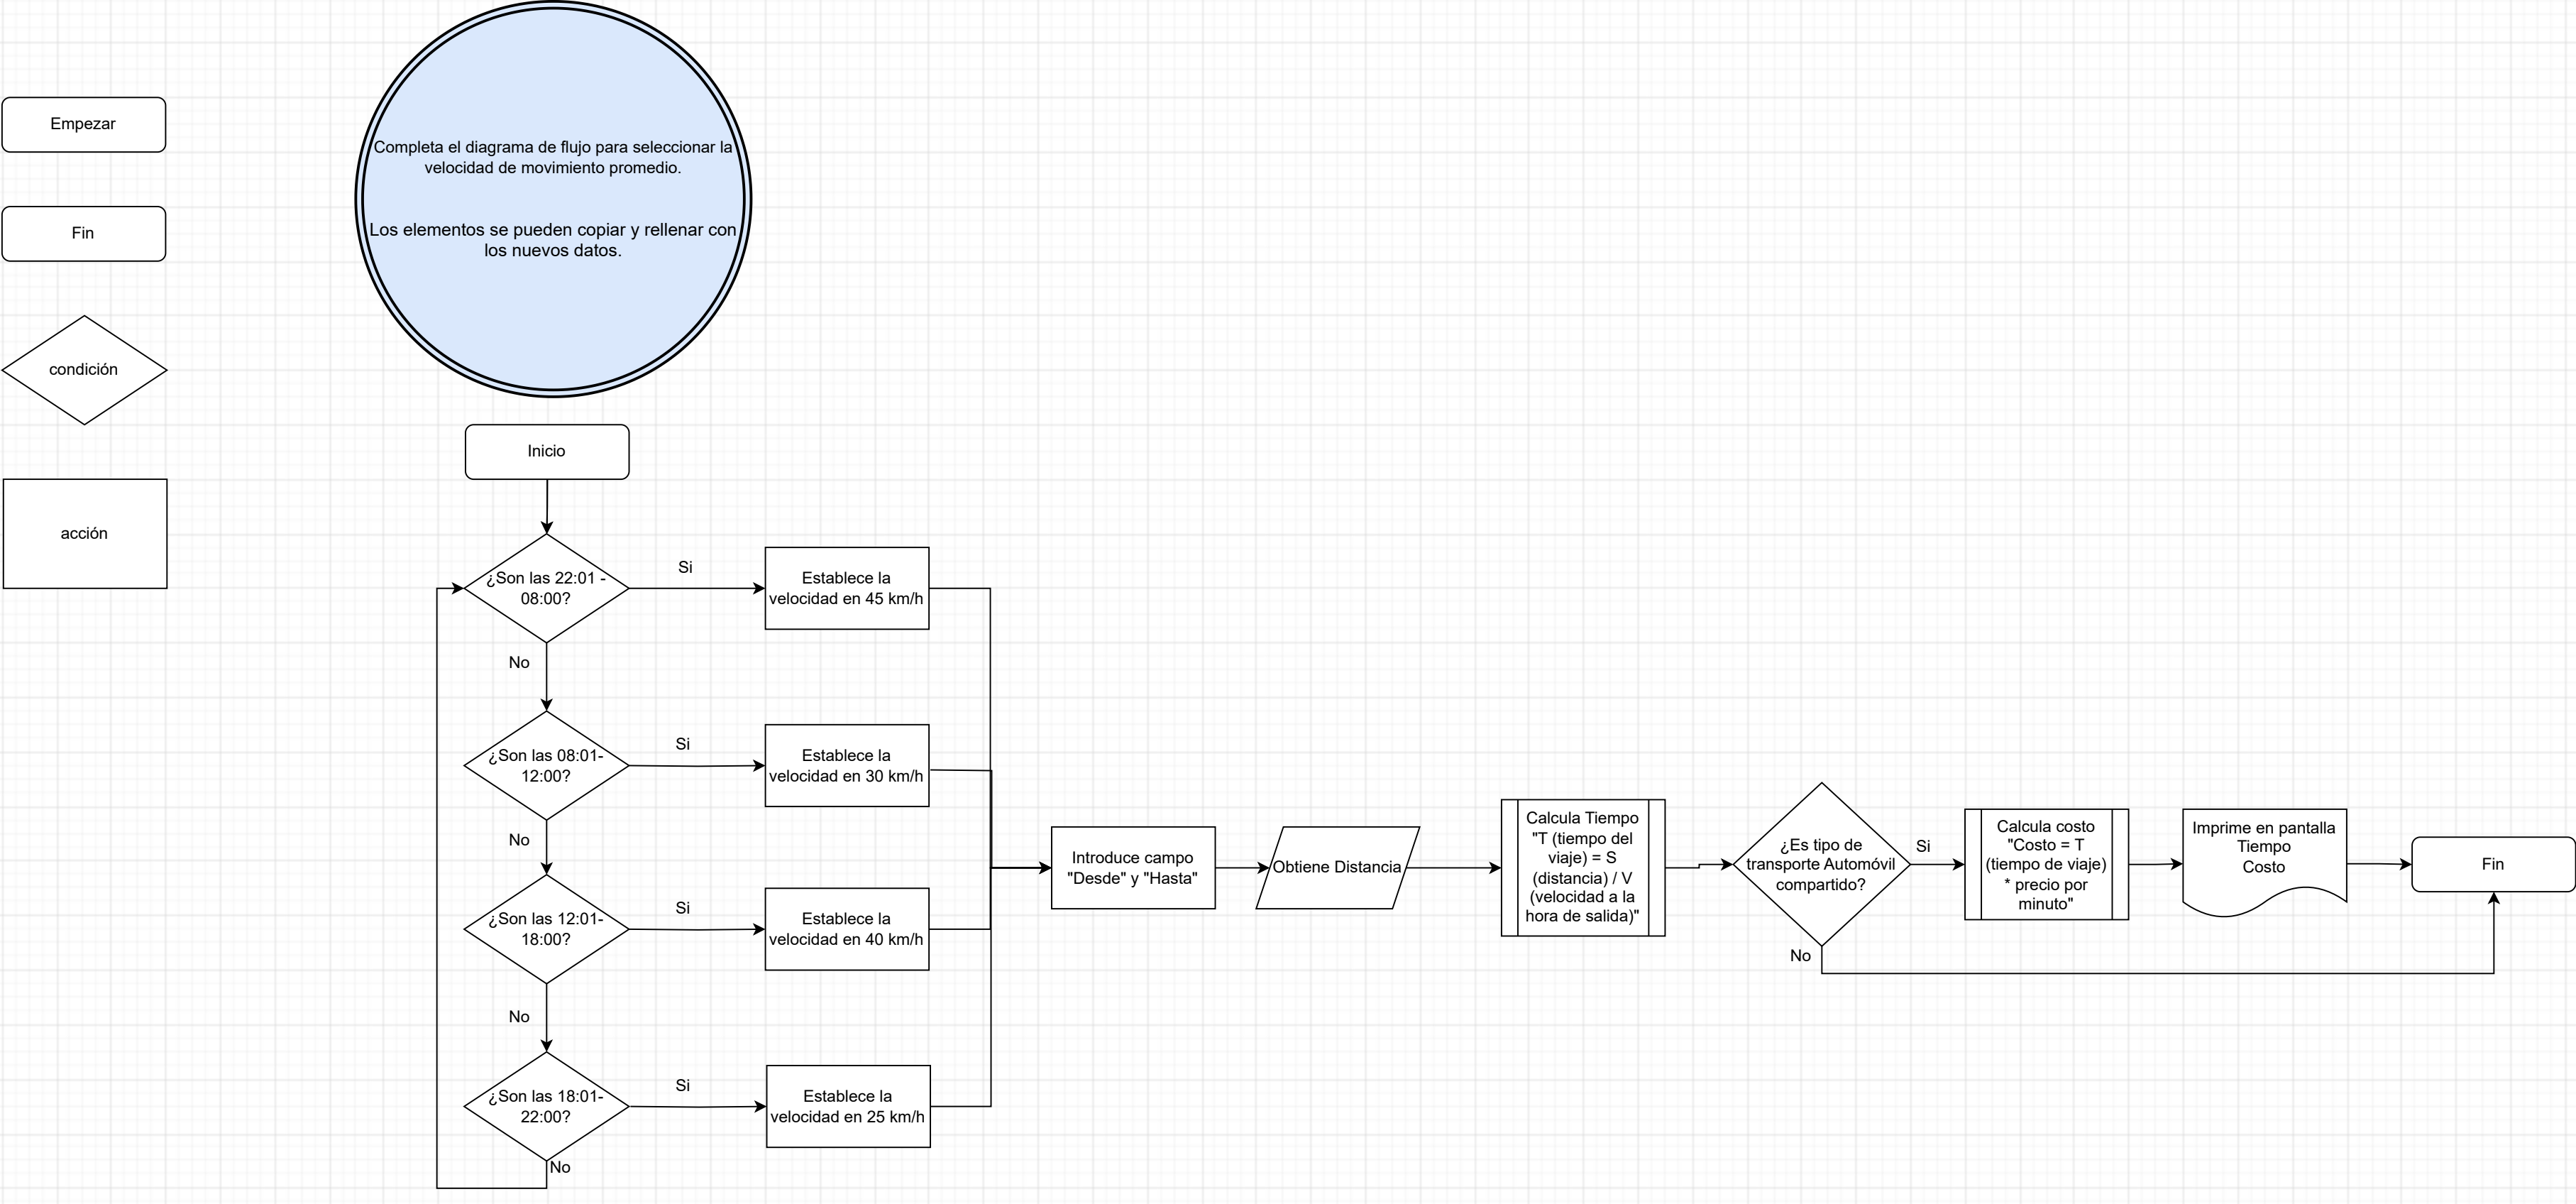 Empezar
Fin
condición
acción
Completa el diagrama de flujo para seleccionar la
velocidad de movimiento promedio.
Los elementos se pueden copiar y rellenar con
los nuevos datos.
Inicio
¿Son las 22:01 -
08:00?
Si
Establece la
velocidad en 45 km/h
No
¿Son las 08:01-
12:00?
Si
Establece la
velocidad en 30 km/h
No
¿Son las 12:01-
18:00?
Si
Establece la
velocidad en 40 km/h
No
¿Son las 18:01-
22:00?
Si
Establece la
velocidad en 25 km/h
No
Introduce campo
"Desde" y "Hasta"
Obtiene Distancia
Calcula Tiempo
"T (tiempo del
viaje) = S
(distancia) / V
(velocidad a la
hora de salida)"
¿Es tipo de
transporte Automóvil
compartido?
Si
No
Calcula costo
"Costo = T
(tiempo de viaje)
* precio por
minuto"
Imprime en pantalla
Tiempo
Costo
Fin